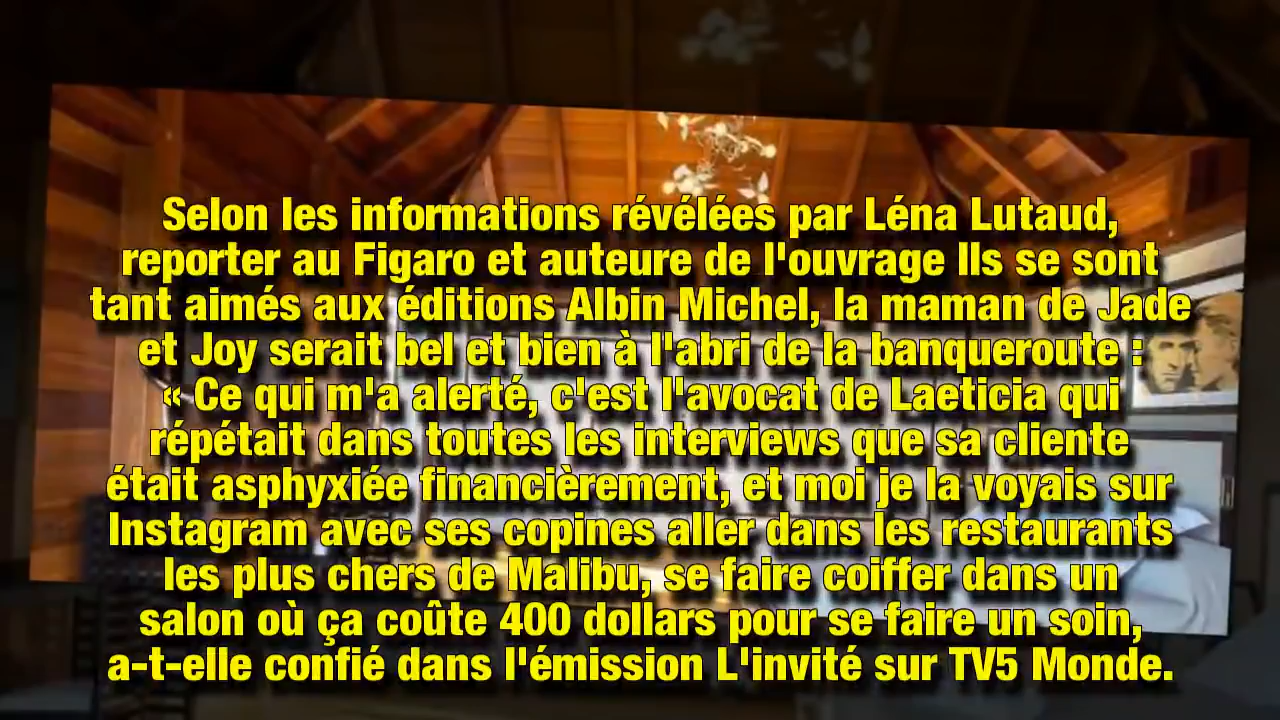 Selon les informations révélées par Léna Lutaud,
reporter au Figaro et auteure de l'ouvrage Ils se sont
tant aimés aux éditions Albin Michel, la maman de Jade
et Joy serait bel et bien à l'abri de la banqueroute :
« Ce qui m'a alerté, c'est l'avocat de Laeticia qui
répétait dans toutes les interviews que sa cliente
était asphyxiée financièrement, et moi je la voyais sur
Instagram avec ses copines aller dans les restaurants
les plus chers de Malibu, se faire coiffer dans un
salon où ça coûte 400 dollars pour se faire un soin,
a-t-elle confié dans l'émission L'invité sur TV5 Monde.